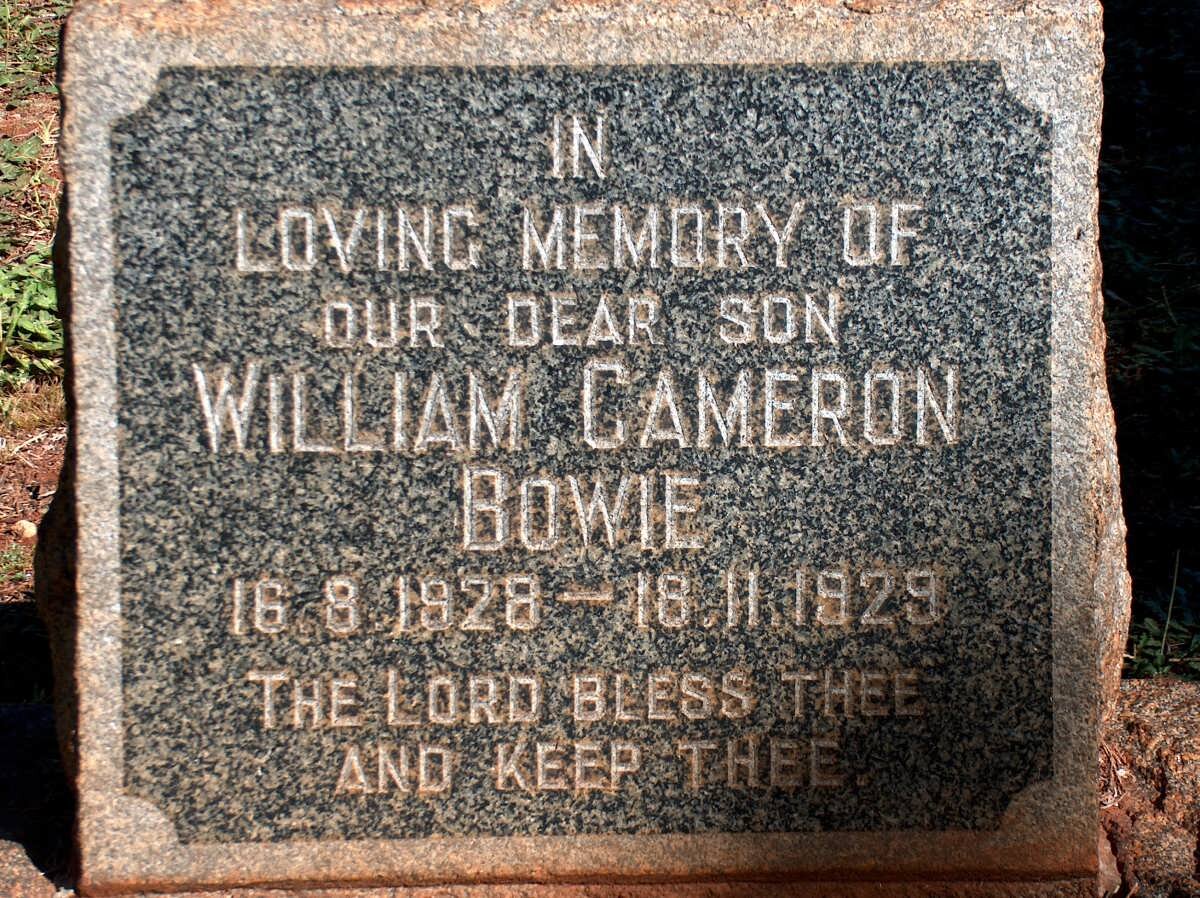 IN
LOVING MEMORY OF
OUR DEAR SON
WILLIAM CAMERON
BOWIE
16.8.1928 — 18.11.1929
THE LORD BLESS THEE
AND KEEP THEE.